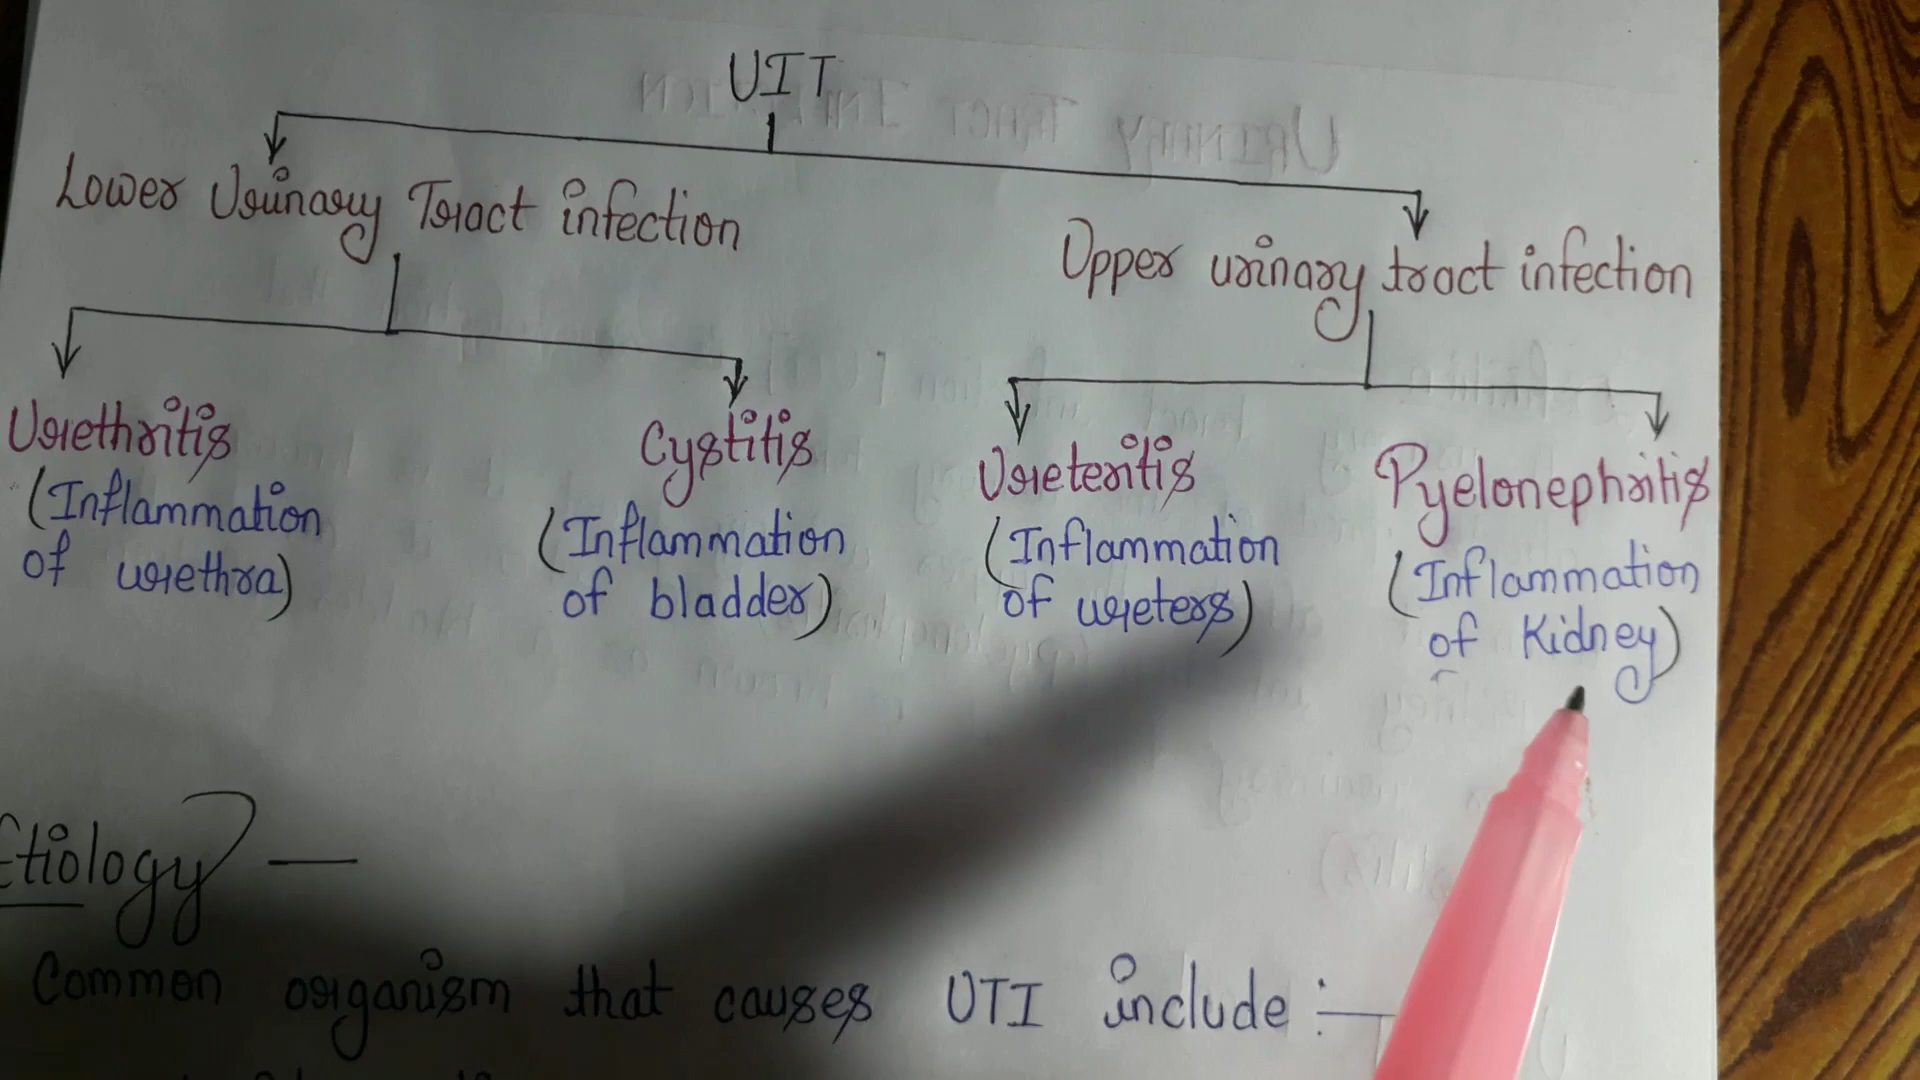 UIT
Lower Urinary Tract infection
Upper urinary tract infection
Urethritis
(Inflammation
of urethra)
Cystitis
(Inflammation
of bladder)
Ureteritis
(Inflammation
of ureters)
Pyelonephritis
(Inflammation
of Kidney)
Etiology —
Common organism that causes UTI include :—